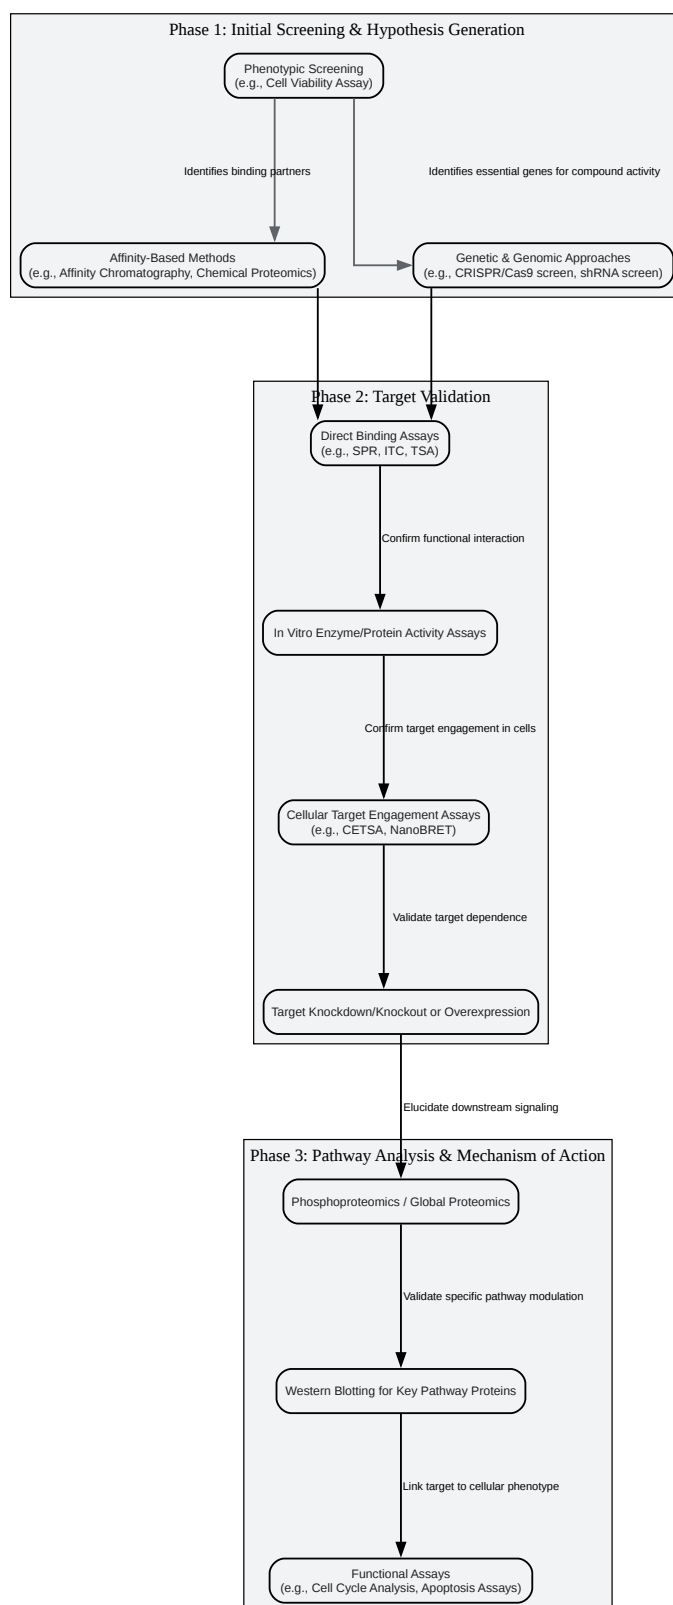 Phase 1: Initial Screening & Hypothesis Generation
Phenotypic Screening
(e.g., Cell Viability Assay)
Identifies binding partners
Identifies essential genes for compound activity
Affinity-Based Methods
(e.g., Affinity Chromatography, Chemical Proteomics)
Genetic & Genomic Approaches
(e.g., CRISPR/Cas9 screen, shRNA screen)
Phase 2: Target Validation
Direct Binding Assays
(e.g., SPR, ITC, TSA)
Confirm functional interaction
In Vitro Enzyme/Protein Activity Assays
Confirm target engagement in cells
Cellular Target Engagement Assays
(e.g., CETSA, NanoBRET)
Validate target dependence
Target Knockdown/Knockout or Overexpression
Elucidate downstream signaling
Phase 3: Pathway Analysis & Mechanism of Action
Phosphoproteomics / Global Proteomics
Validate specific pathway modulation
Western Blotting for Key Pathway Proteins
Link target to cellular phenotype
Functional Assays
(e.g., Cell Cycle Analysis, Apoptosis Assays)